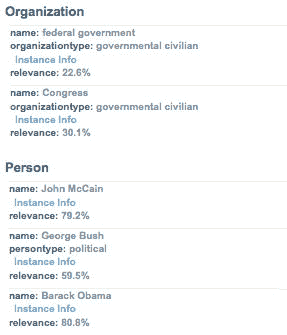 Organization
name: federal government
organizationtype: governmental civilian
Instance Info
relevance: 22.6%
name: Congress
organizationtype: governmental civilian
Instance Info
relevance: 30.1%
Person
name: John McCain
Instance Info
relevance: 79.2%
name: George Bush
persontype: political
Instance Info
relevance: 59.5%
name: Barack Obama
Instance Info
relevance: 80.8%